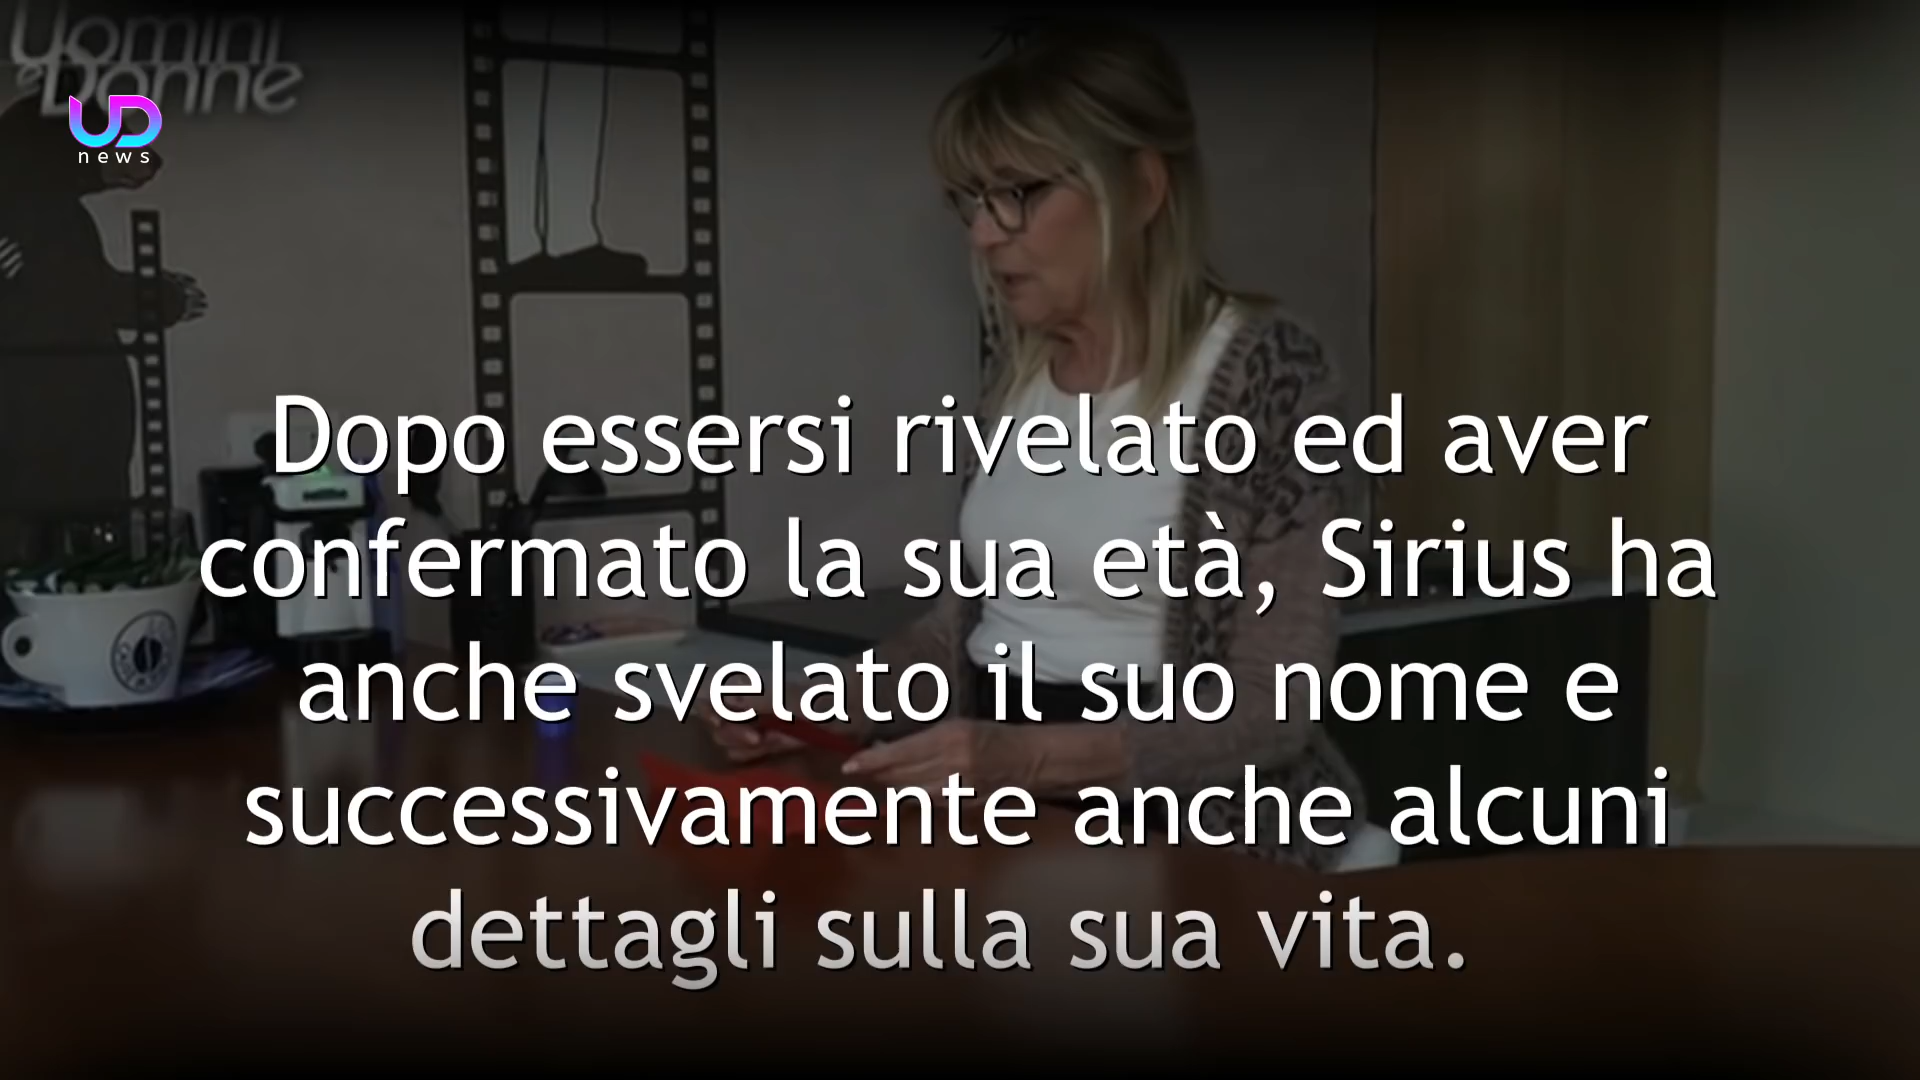 Uomini
e Donne
UD
news
Dopo essersi rivelato ed aver
confermato la sua età, Sirius ha
anche svelato il suo nome e
successivamente anche alcuni
dettagli sulla sua vita.